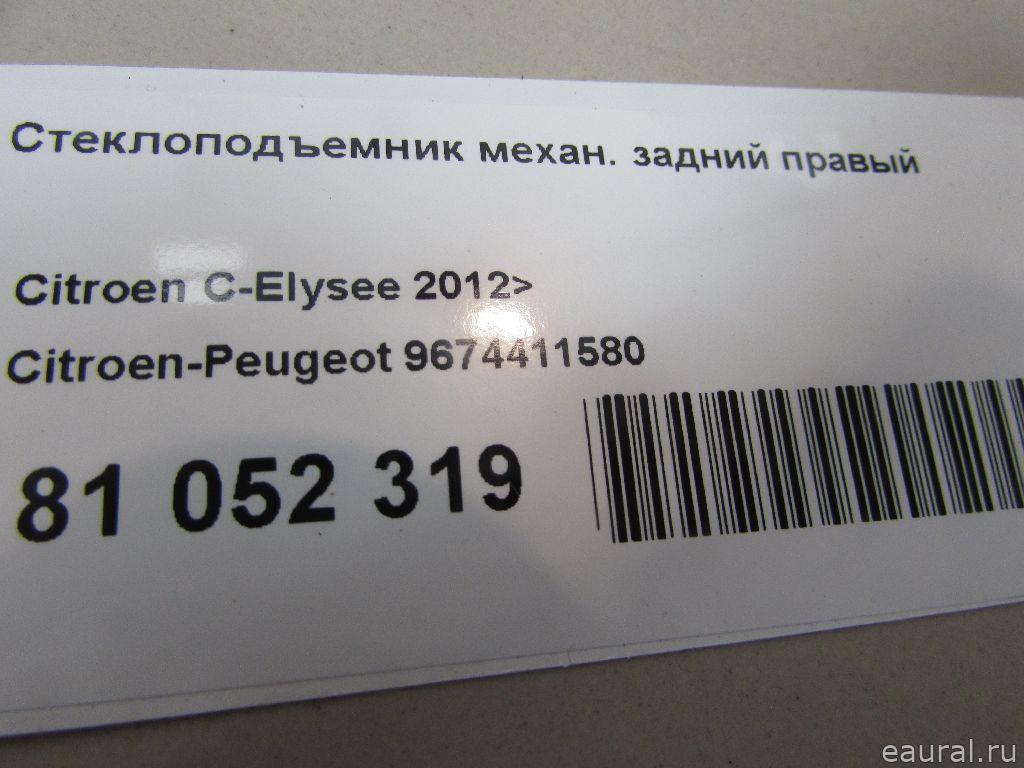 Стеклоподъемник механ. задний правый
Citroen C-Elysee 2012>
Citroen-Peugeot 9674411580
81 052 319
eaural.ru